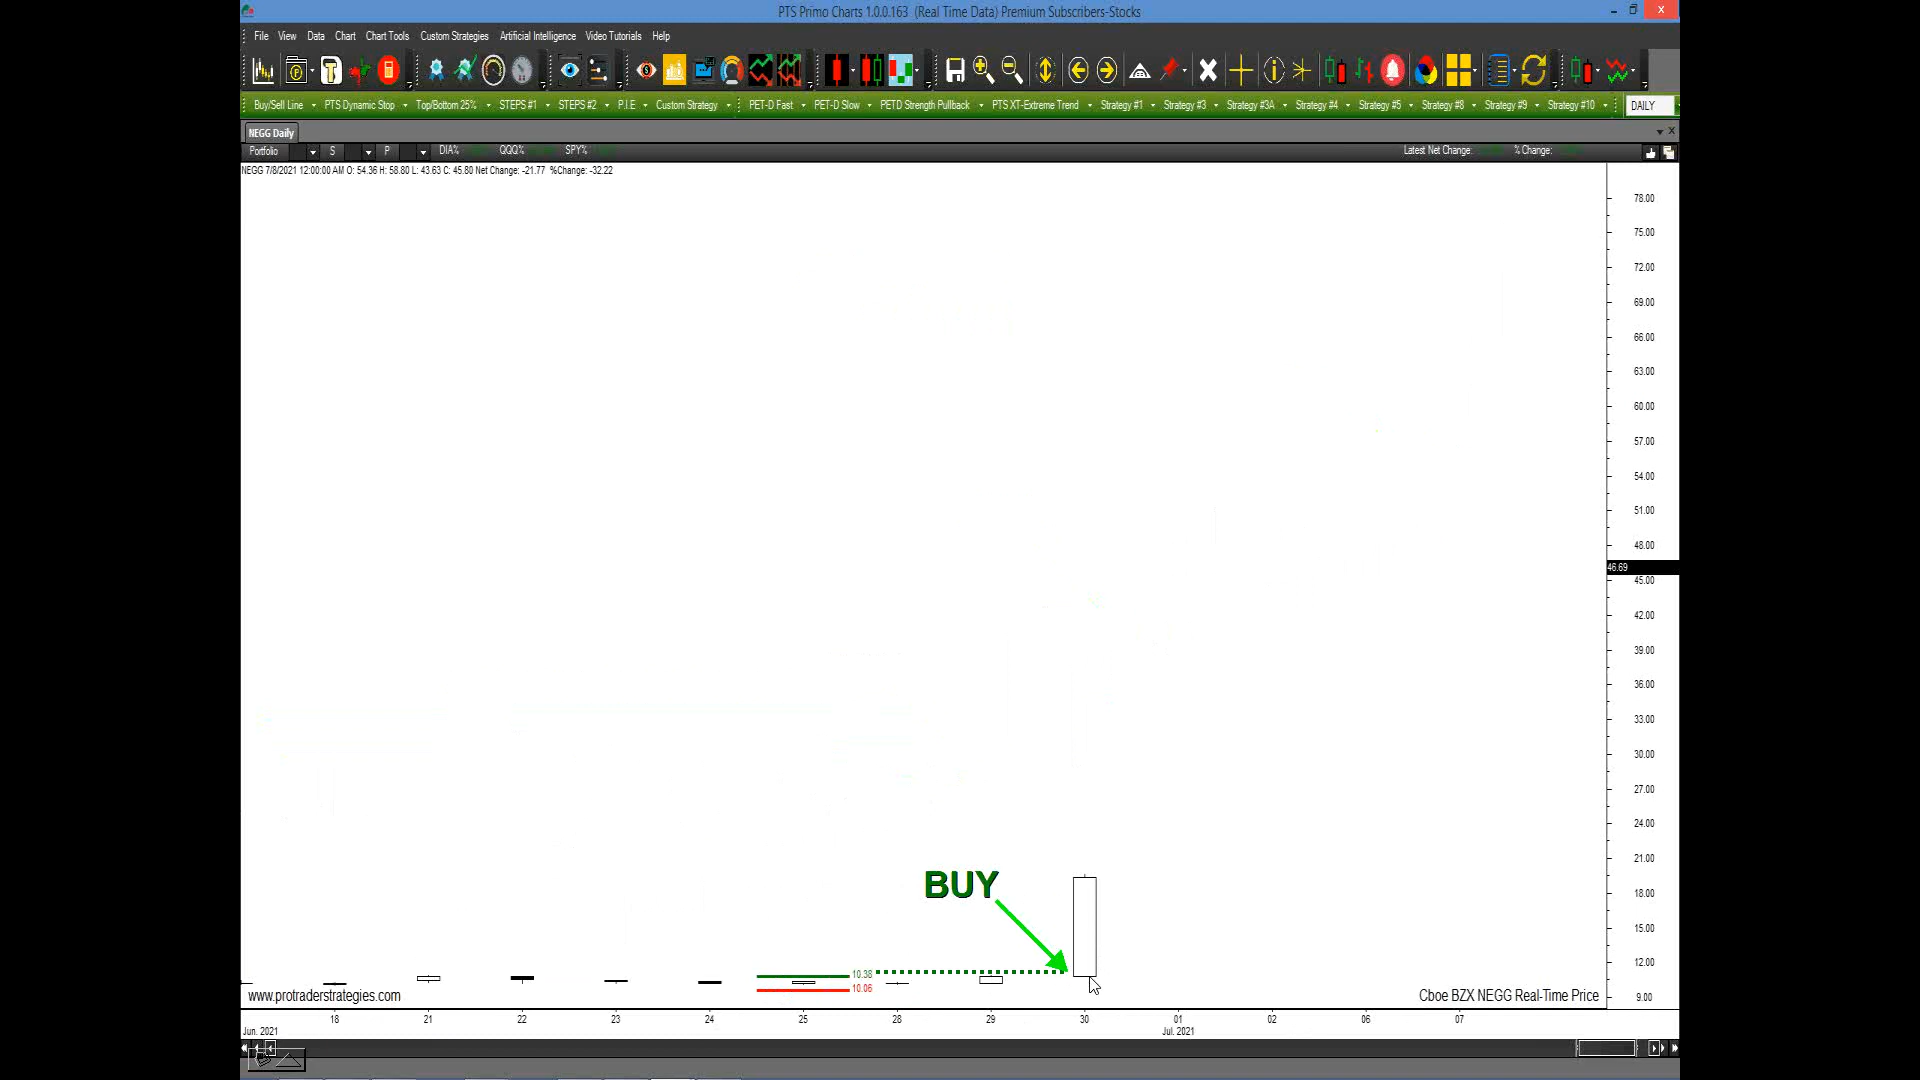 PTS Primo Charts 1.0.0.163 (Real Time Data) Premium Subscribers-Stocks
File View Data Chart Chart Tools Custom Strategies Artificial Intelligence Video Tutorials Help
Buy/Sell Line PTS Dynamic Stop Top/Bottom 25% STEPS #1 STEPS #2 P.I.E. Custom Strategy PET-D Fast PET-D Slow PETD Strength Pullback PTS XT-Extreme Trend Strategy #1 Strategy #3 Strategy #3A Strategy #4 Strategy #5 Strategy #8 Strategy #9 Strategy #10 DAILY
NEGG Daily
Portfolio S P DIA% QQQ% SPY% Latest Net Change: % Change:
NEGG 7/8/2021 12:00:00 AM O: 54.36 H: 58.80 L: 43.63 C: 45.80 Net Change: -21.77 %Change: -32.22
78.00
75.00
72.00
69.00
66.00
63.00
60.00
57.00
54.00
51.00
48.00
46.69
45.00
42.00
39.00
36.00
33.00
30.00
27.00
24.00
21.00
18.00
15.00
12.00
9.00
BUY
10.38
10.06
www.protraderstrategies.com
Cboe BZX NEGG Real-Time Price
18 21 22 23 24 25 28 29 30 01 02 06 07
Jun. 2021 Jul. 2021